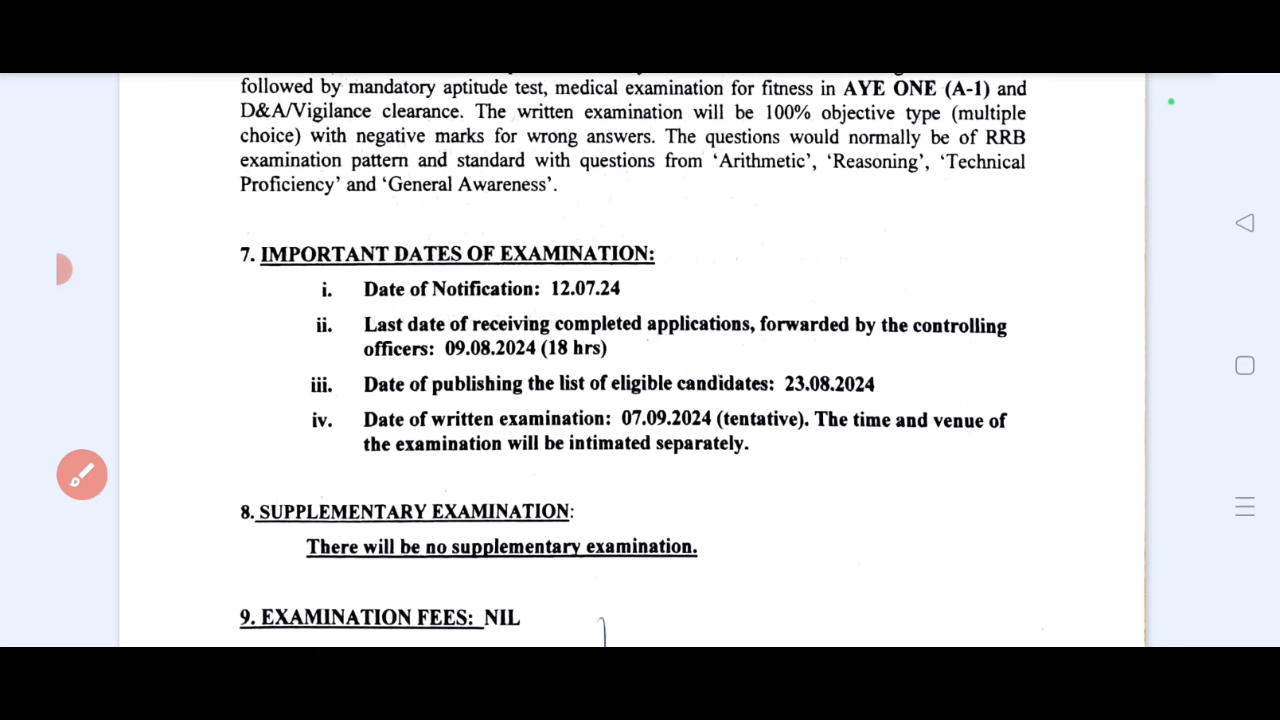 followed by mandatory aptitude test, medical examination for fitness in AYE ONE (A-1) and
D&A/Vigilance clearance. The written examination will be 100% objective type (multiple
choice) with negative marks for wrong answers. The questions would normally be of RRB
examination pattern and standard with questions from ‘Arithmetic’, ‘Reasoning’, ‘Technical
Proficiency’ and ‘General Awareness’.
7. IMPORTANT DATES OF EXAMINATION:
i. Date of Notification: 12.07.24
ii. Last date of receiving completed applications, forwarded by the controlling
officers: 09.08.2024 (18 hrs)
iii. Date of publishing the list of eligible candidates: 23.08.2024
iv. Date of written examination: 07.09.2024 (tentative). The time and venue of
the examination will be intimated separately.
8. SUPPLEMENTARY EXAMINATION:
There will be no supplementary examination.
9. EXAMINATION FEES: NIL